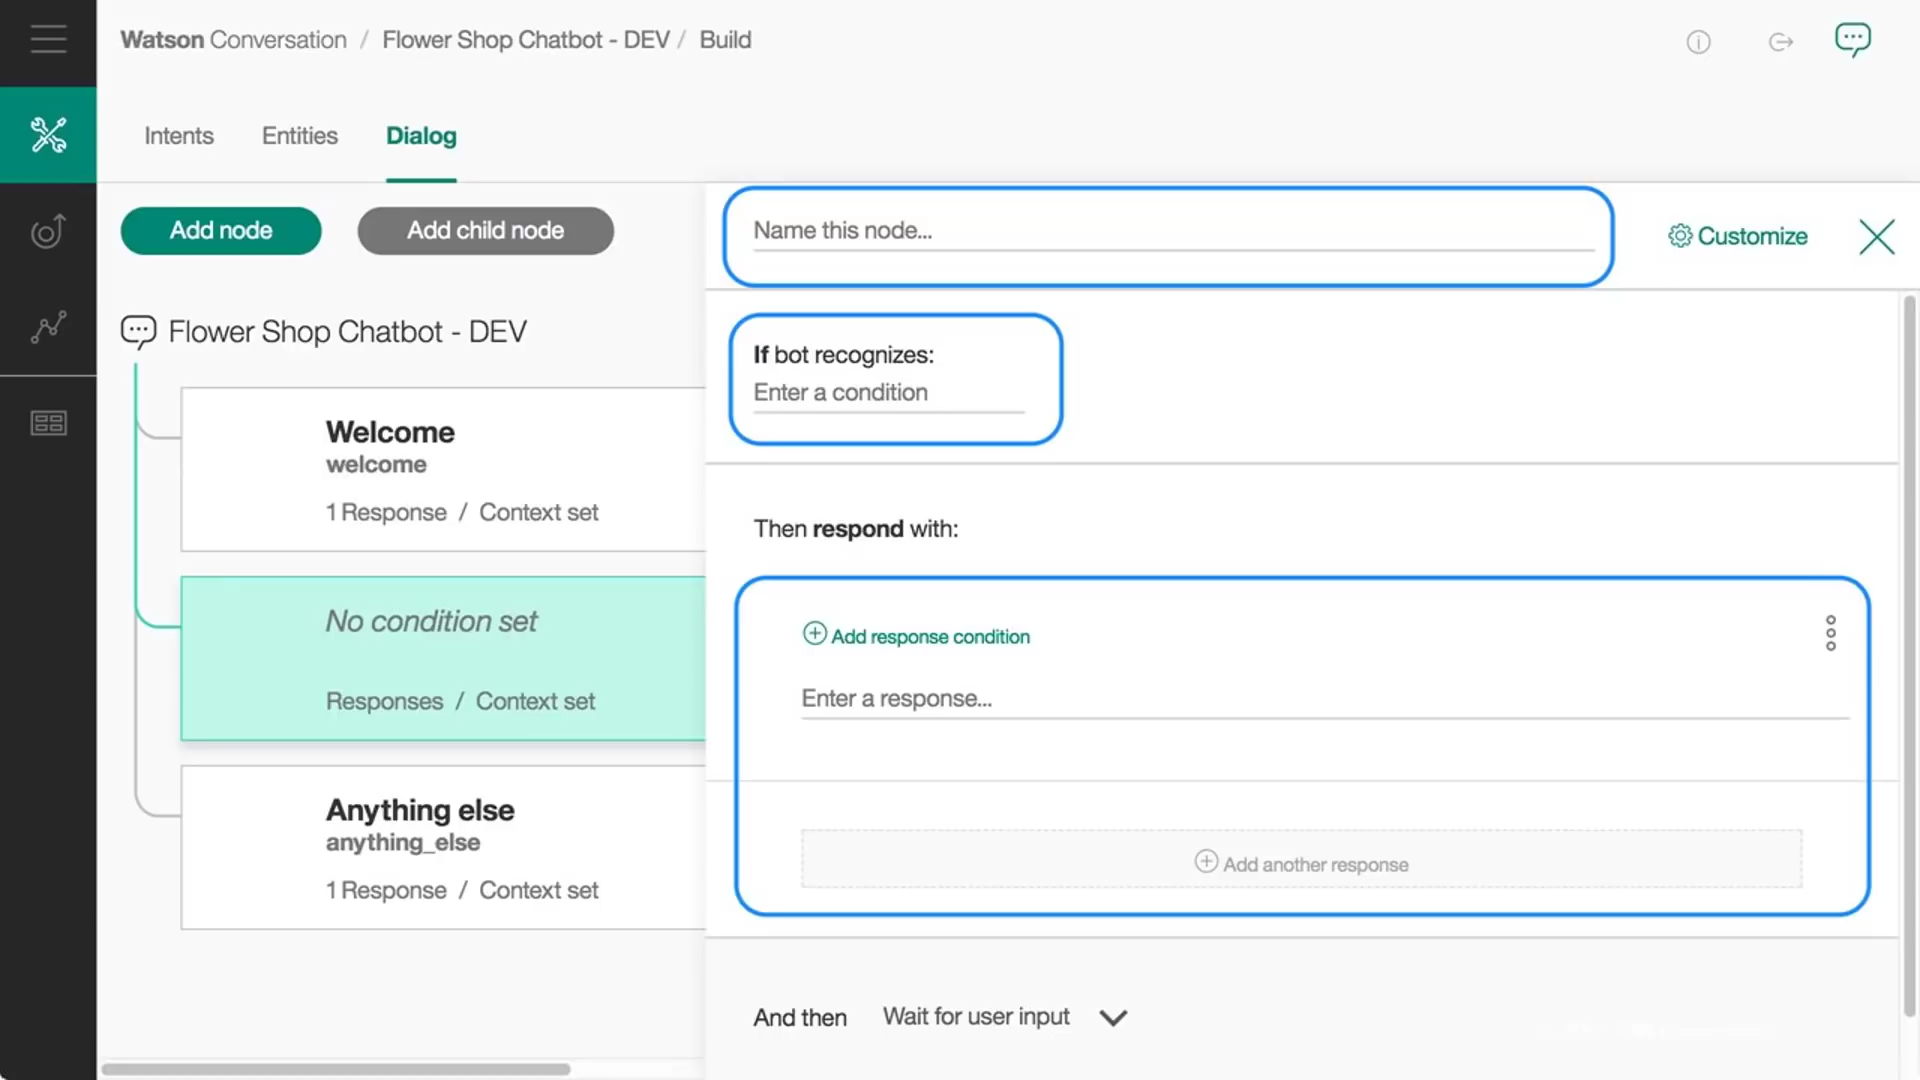 Watson Conversation / Flower Shop Chatbot - DEV / Build
Intents Entities Dialog
Add node Add child node
Flower Shop Chatbot - DEV
Welcome
welcome
1 Response / Context set
No condition set
Responses / Context set
Anything else
anything_else
1 Response / Context set
Name this node...
Customize
If bot recognizes:
Enter a condition
Then respond with:
Add response condition
Enter a response...
Add another response
And then Wait for user input